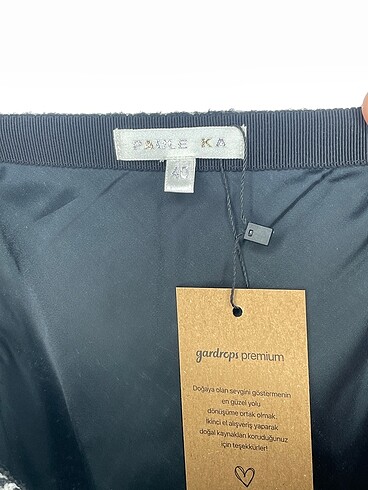 PAULE KA
40
gardrops premium
Doğaya olan sevgini göstermenin
en güzel yolu
dönüşüme ortak olmak.
İkinci el alışveriş yaparak
doğal kaynakları koruduğunuz
için teşekkürler!